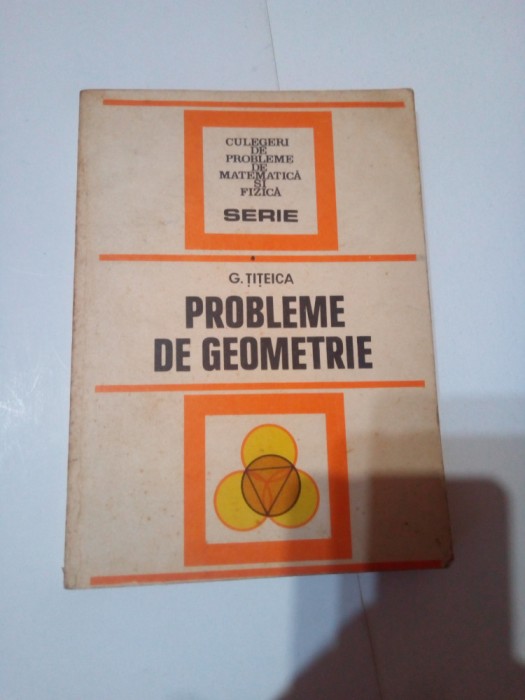 CULEGERI
DE
PROBLEME
DE
MATEMATICĂ
ȘI
FIZICĂ
SERIE
G. ȚIȚEICA
PROBLEME
DE GEOMETRIE